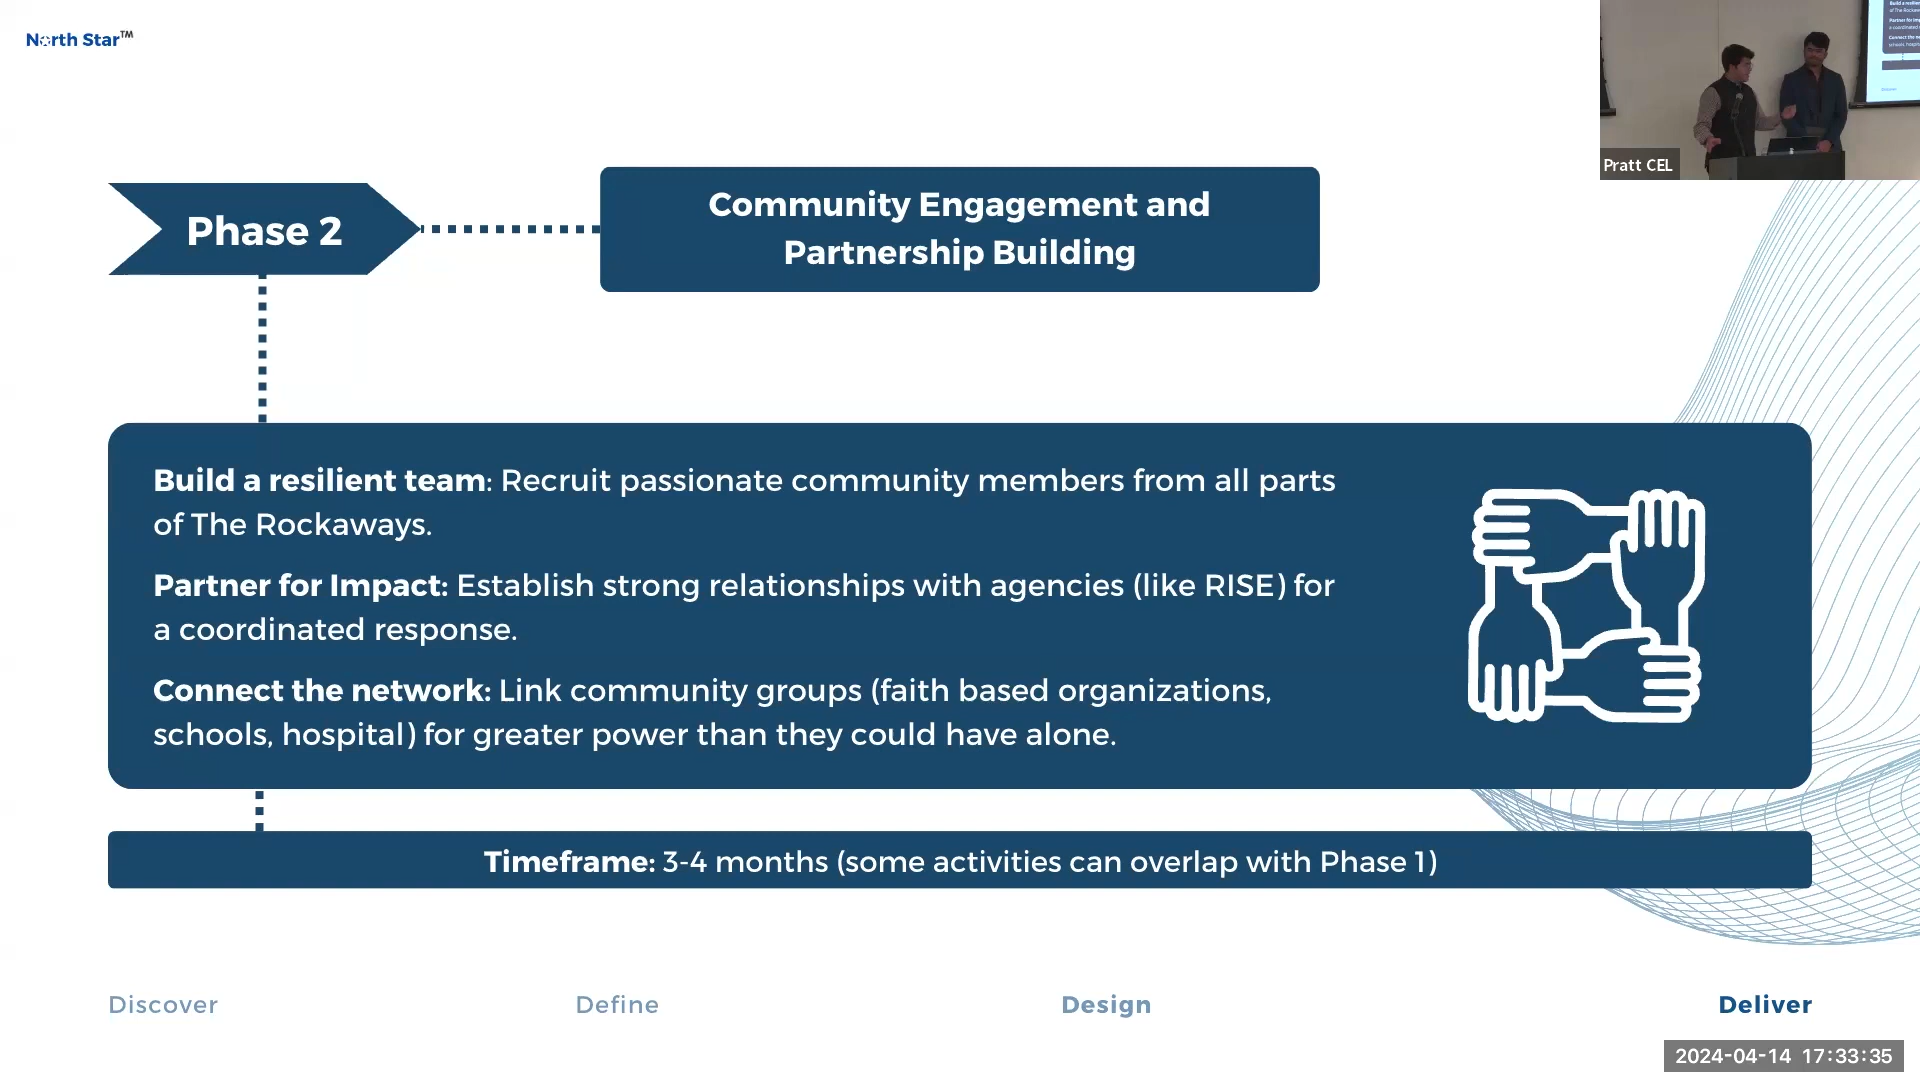 North Star™
Pratt CEL
Phase 2
Community Engagement and
Partnership Building
Build a resilient team: Recruit passionate community members from all parts
of The Rockaways.
Partner for Impact: Establish strong relationships with agencies (like RISE) for
a coordinated response.
Connect the network: Link community groups (faith based organizations,
schools, hospital) for greater power than they could have alone.
Timeframe: 3-4 months (some activities can overlap with Phase 1)
Discover
Define
Design
Deliver
2024-04-14 17:33:35